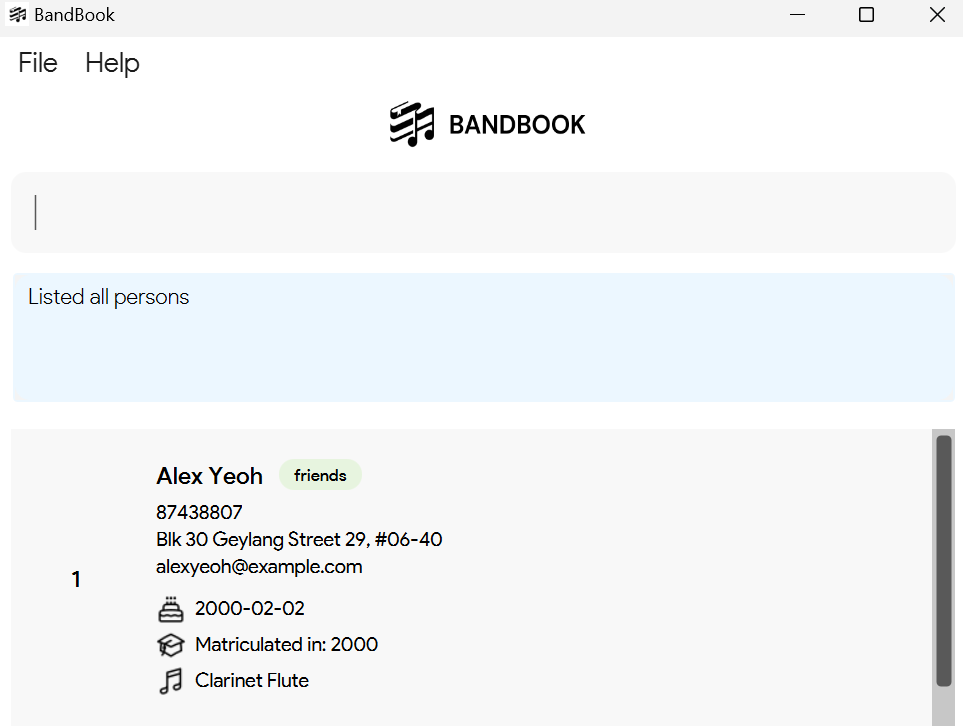 BandBook
File Help
BANDBOOK
Listed all persons
Alex Yeoh friends
87438807
Blk 30 Geylang Street 29, #06-40
alexyeoh@example.com
1
2000-02-02
Matriculated in: 2000
Clarinet Flute